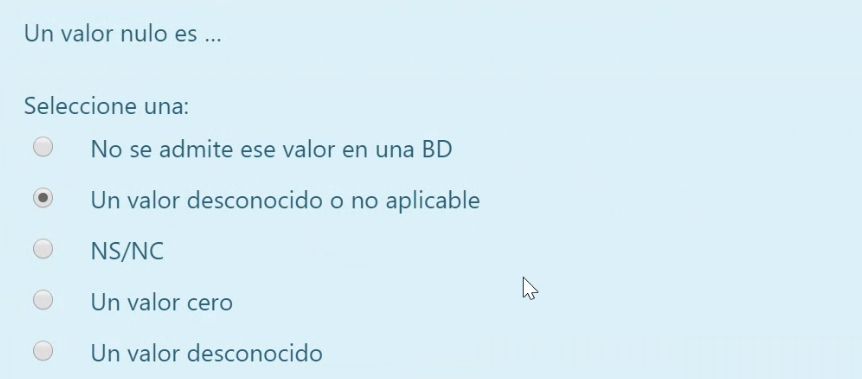 Un valor nulo es ...
Seleccione una:
No se admite ese valor en una BD
Un valor desconocido o no aplicable
NS/NC
Un valor cero
Un valor desconocido